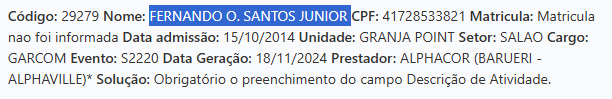 Código: 29279 Nome: FERNANDO O. SANTOS JUNIOR CPF: 41728533821 Matricula: Matricula
nao foi informada Data admissão: 15/10/2014 Unidade: GRANJA POINT Setor: SALAO Cargo:
GARCOM Evento: S2220 Data Geração: 18/11/2024 Prestador: ALPHACOR (BARUERI -
ALPHAVILLE)* Solução: Obrigatório o preenchimento do campo Descrição de Atividade.